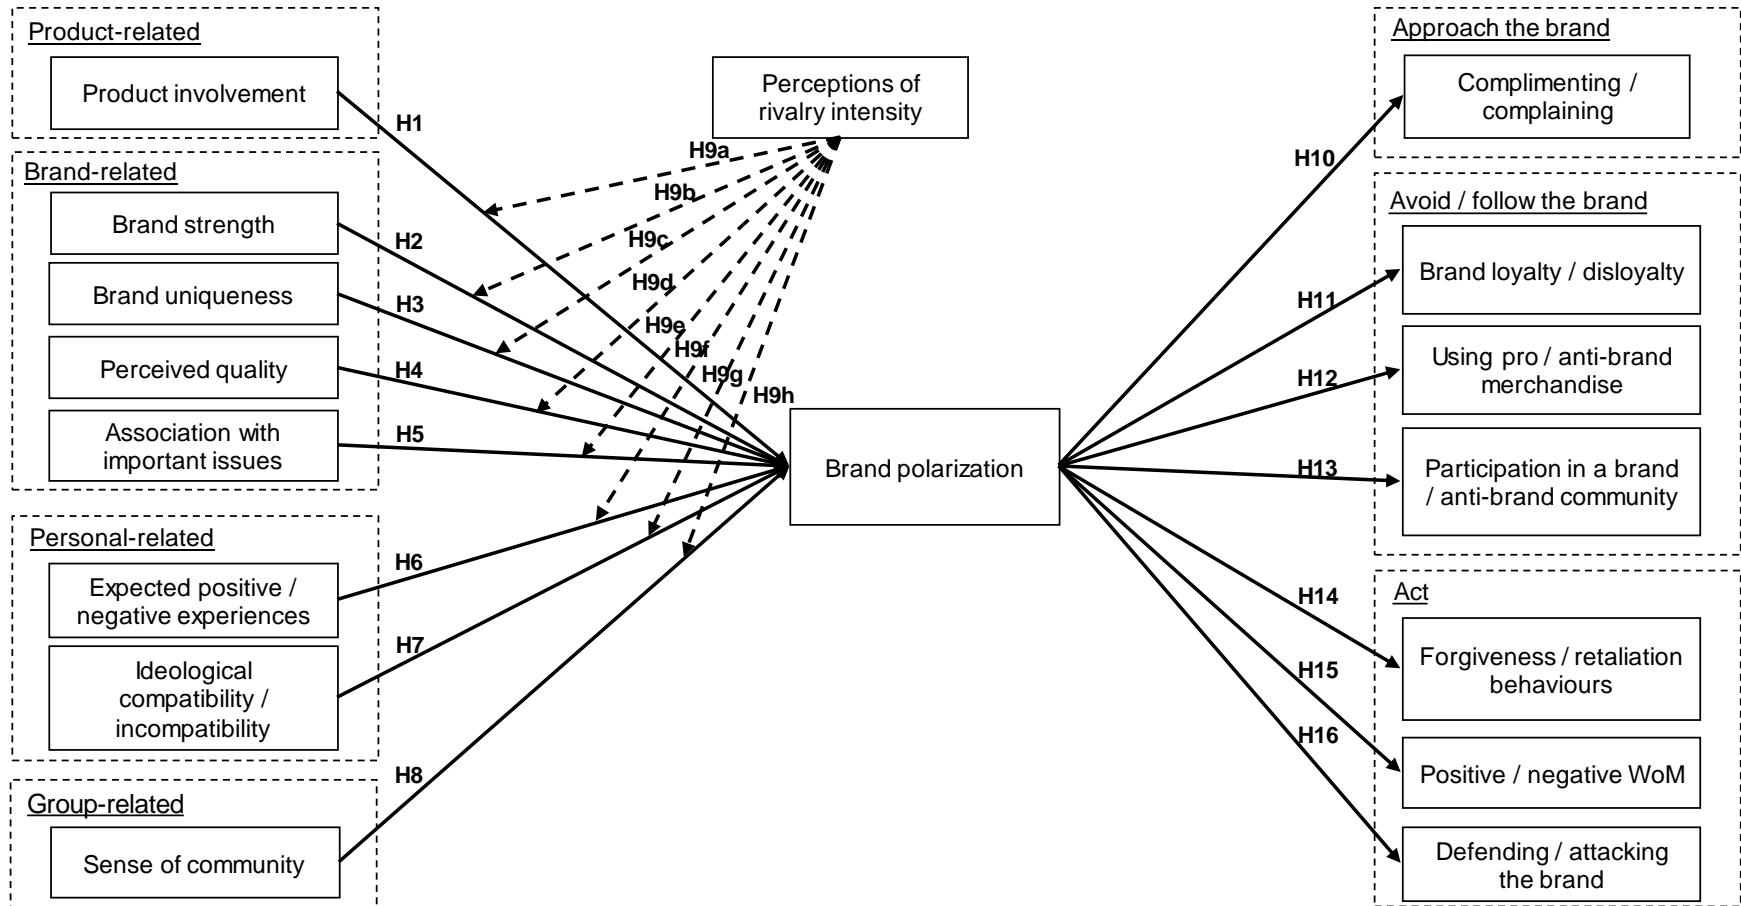 Product-related
Product involvement
Brand-related
Brand strength
Brand uniqueness
Perceived quality
Association with
important issues
Personal-related
Expected positive /
negative experiences
Ideological
compatibility /
incompatibility
Group-related
Sense of community
H1
H2
H3
H4
H5
H6
H7
H8
Perceptions of
rivalry intensity
H9a
H9b
H9c
H9d
H9e
H9f
H9g
H9h
Brand polarization
H10
H11
H12
H13
H14
H15
H16
Approach the brand
Complimenting /
complaining
Avoid / follow the brand
Brand loyalty / disloyalty
Using pro / anti-brand
merchandise
Participation in a brand
/ anti-brand community
Act
Forgiveness / retaliation
behaviours
Positive / negative WoM
Defending / attacking
the brand